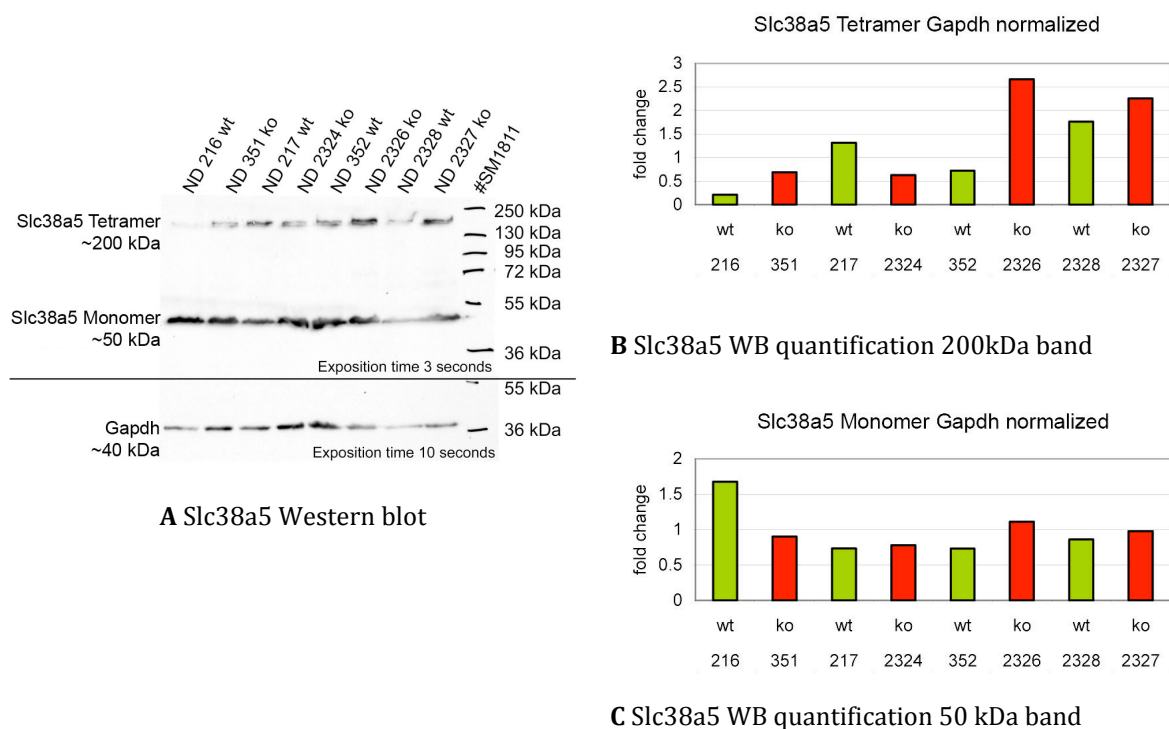 ND 216 wt
ND 351 ko
ND 217 wt
ND 2324 ko
ND 352 wt
ND 2326 ko
ND 2328 wt
ND 2327 ko
#SM1811
Slc38a5 Tetramer
~200 kDa
250 kDa
130 kDa
95 kDa
72 kDa
Slc38a5 Monomer
~50 kDa
55 kDa
36 kDa
Exposition time 3 seconds
55 kDa
Gapdh
~40 kDa
36 kDa
Exposition time 10 seconds
A Slc38a5 Western blot
Slc38a5 Tetramer Gapdh normalized
fold change
3
2.5
2
1.5
1
0.5
0
wt ko wt ko wt ko wt ko
216 351 217 2324 352 2326 2328 2327
B Slc38a5 WB quantification 200kDa band
Slc38a5 Monomer Gapdh normalized
fold change
2
1.5
1
0.5
0
wt ko wt ko wt ko wt ko
216 351 217 2324 352 2326 2328 2327
C Slc38a5 WB quantification 50 kDa band